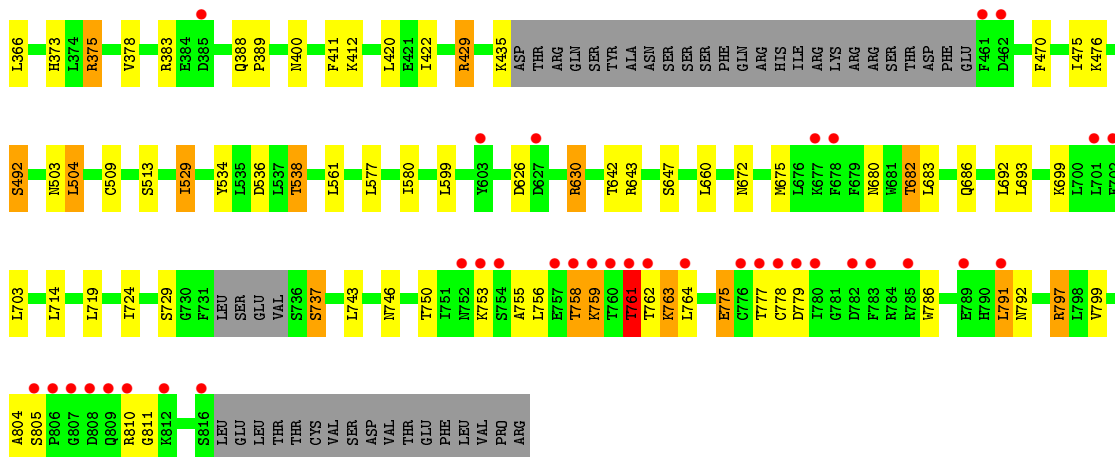 L366 H373 L374 R375 V378 R383 E384 D385 Q388 P389 N400 F411 K412 L420 E421 I422 R429 K435 ASP THR ARG GLN SER TYR ALA ASN SER SER SER PHE GLN ARG HIS ILE ARG LYS ARG ARG SER THR ASP PHE GLU F461 D462 F470 I475 K476
S492 N503 L504 C509 S513 I529 Y534 L535 D536 L537 T538 L561 L577 I580 L599 Y603 D626 D627 R630 T642 R643 S647 L660 N672 M675 L676 K677 F678 F679 N680 W681 T682 L683 Q686 L692 L693 K699 L700 L701
L703 L714 L719 I724 S729 G730 F731 LEU SER GLU VAL S736 S737 L743 N746 T750 I751 N752 K753 S754 A755 L756 E757 T758 K759 T760 T761 T762 K763 L764 E775 C776 T777 C778 D779 I780 G781 D782 F783 R784 R785 W786 E789 H790 L791 N792 R797 L798 V799
A804 S805 P806 G807 D808 Q809 R810 G811 K812 S816 LEU GLU LEU THR THR CYS VAL SER ASP VAL THR GLU PHE LEU VAL PRO ARG